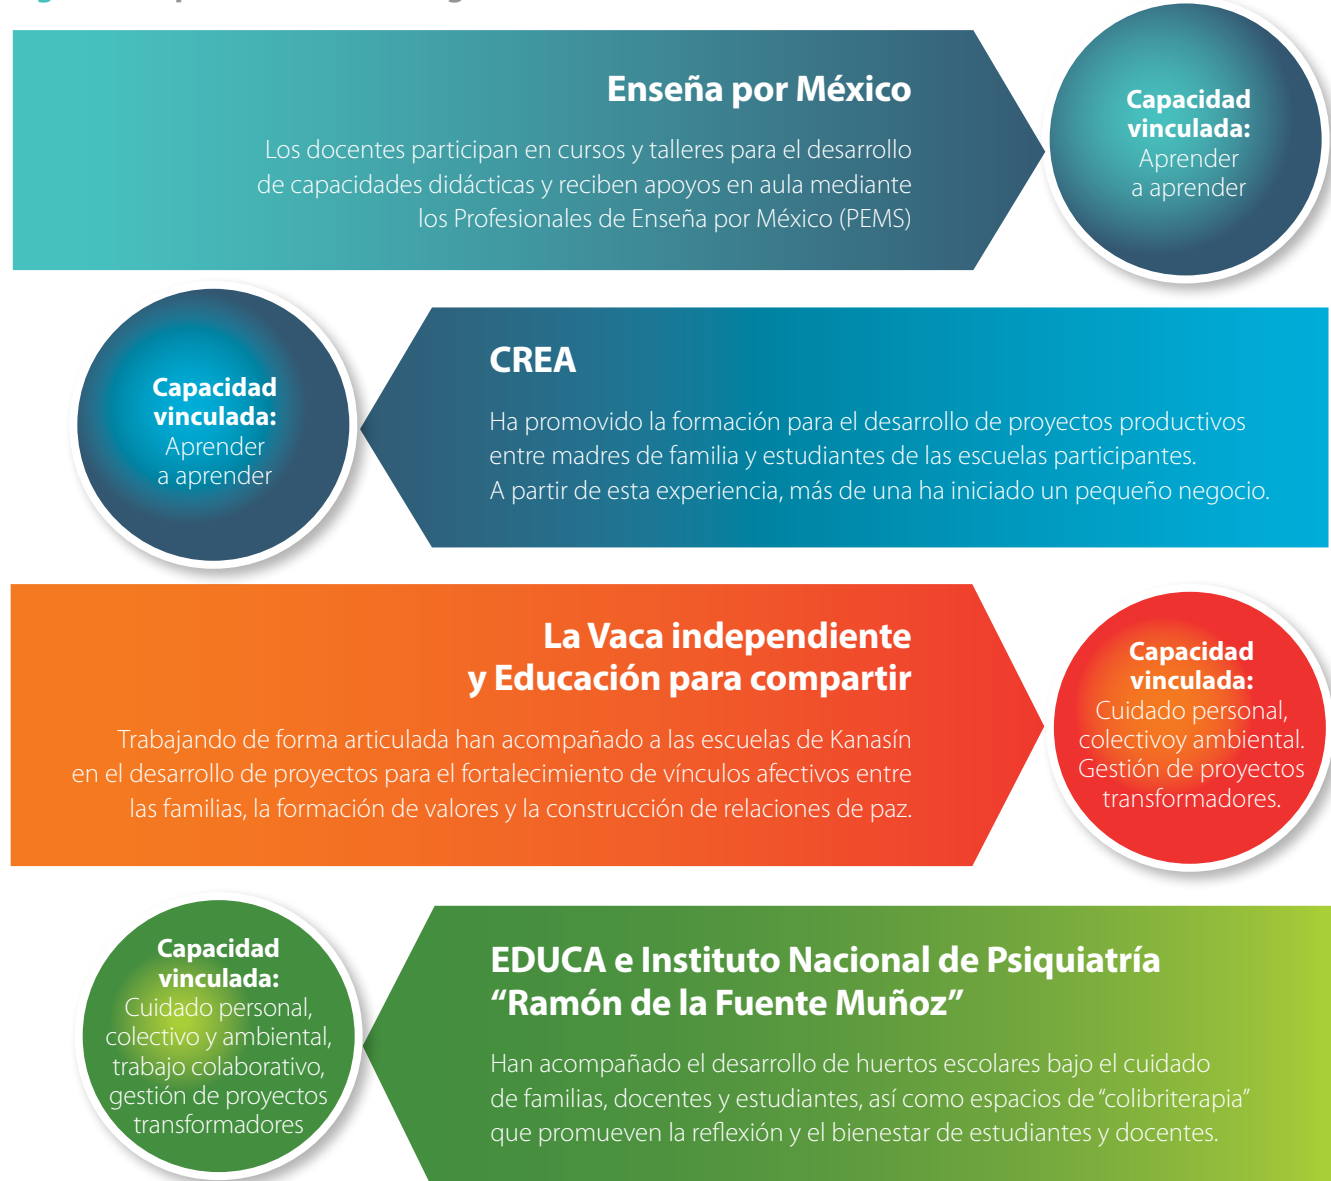 Enseña por México
Los docentes participan en cursos y talleres para el desarrollo
de capacidades didácticas y reciben apoyos en aula mediante
los Profesionales de Enseña por México (PEMS)
Capacidad
vinculada:
Aprender
a aprender
Capacidad
vinculada:
Aprender
a aprender
CREA
Ha promovido la formación para el desarrollo de proyectos productivos
entre madres de familia y estudiantes de las escuelas participantes.
A partir de esta experiencia, más de una ha iniciado un pequeño negocio.
La Vaca independiente
y Educación para compartir
Trabajando de forma articulada han acompañado a las escuelas de Kanasín
en el desarrollo de proyectos para el fortalecimiento de vínculos afectivos entre
las familias, la formación de valores y la construcción de relaciones de paz.
Capacidad
vinculada:
Cuidado personal,
colectivoy ambiental.
Gestión de proyectos
transformadores.
Capacidad
vinculada:
Cuidado personal,
colectivo y ambiental,
trabajo colaborativo,
gestión de proyectos
transformadores
EDUCA e Instituto Nacional de Psiquiatría
“Ramón de la Fuente Muñoz”
Han acompañado el desarrollo de huertos escolares bajo el cuidado
de familias, docentes y estudiantes, así como espacios de “colibriterapia”
que promueven la reflexión y el bienestar de estudiantes y docentes.